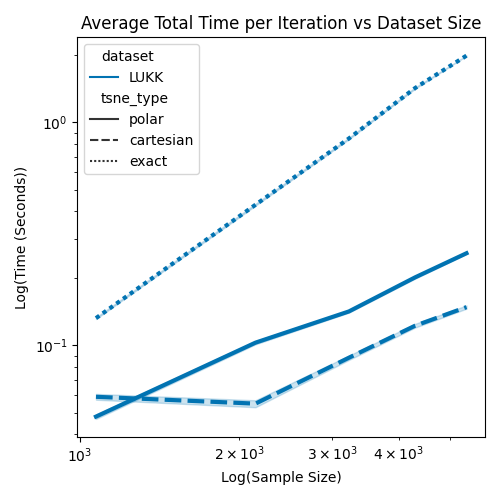 Average Total Time per Iteration vs Dataset Size
dataset
LUKK
tsne_type
polar
cartesian
exact
Log(Time (Seconds))
10⁰
10⁻¹
10³
2 × 10³
3 × 10³
4 × 10³
Log(Sample Size)